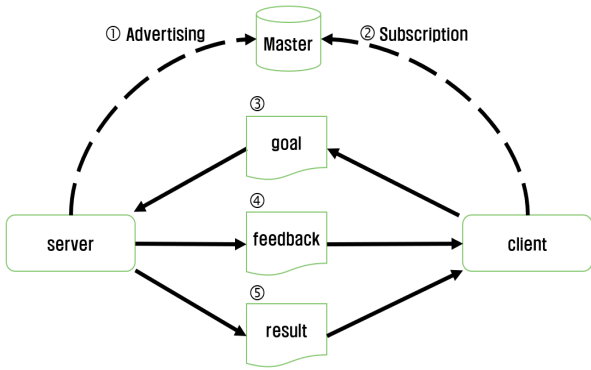 ① Advertising
② Subscription
Master
③
goal
④
server
feedback
client
⑤
result